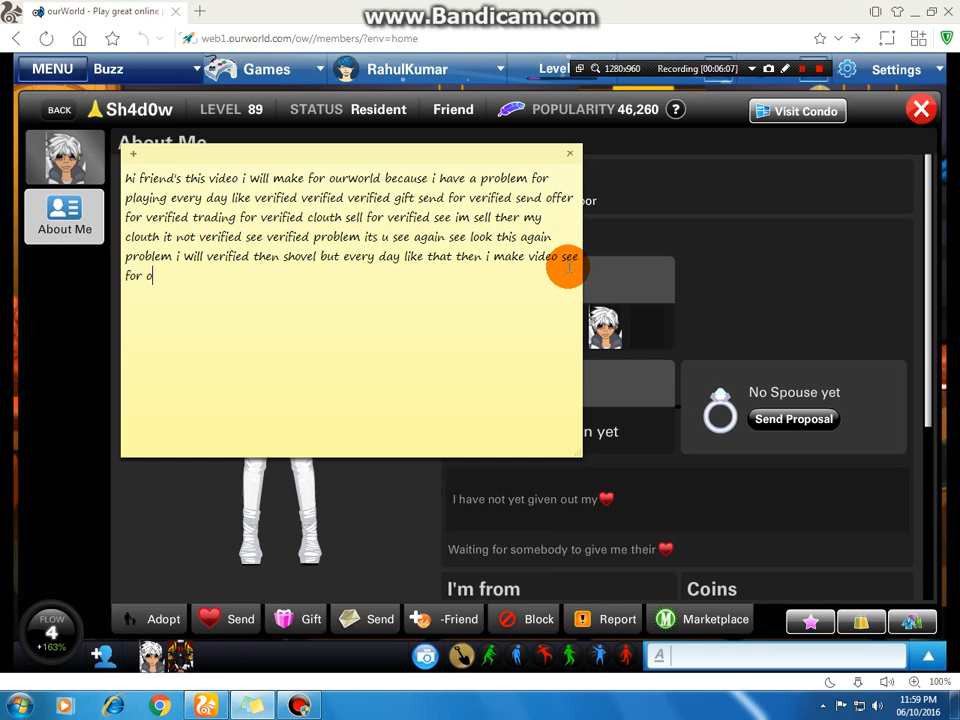 www.Bandicam.com
ourWorld - Play great online
web1.ourworld.com/ow//members/?env=home
MENU Buzz Games RahulKumar Level 1280x960 Recording [00:06:07] Settings
BACK Sh4d0w LEVEL 89 STATUS Resident Friend POPULARITY 46,260 ? Visit Condo
About Me
hi friend's this video i will make for ourworld because i have a problem for
playing every day like verified verified verified gift send for verified send offer
for verified trading for verified clouth sell for verified see im sell ther my
clouth it not verified see verified problem its u see again see look this again
problem i will verified then shovel but every day like that then i make video see
for o
oor
About Me
No Spouse yet
Send Proposal
n yet
I have not yet given out my
Waiting for somebody to give me their
I'm from Coins
FLOW
4
+163%
Adopt Send Gift Send -Friend Block Report Marketplace
A
100%
11:59 PM
06/10/2016